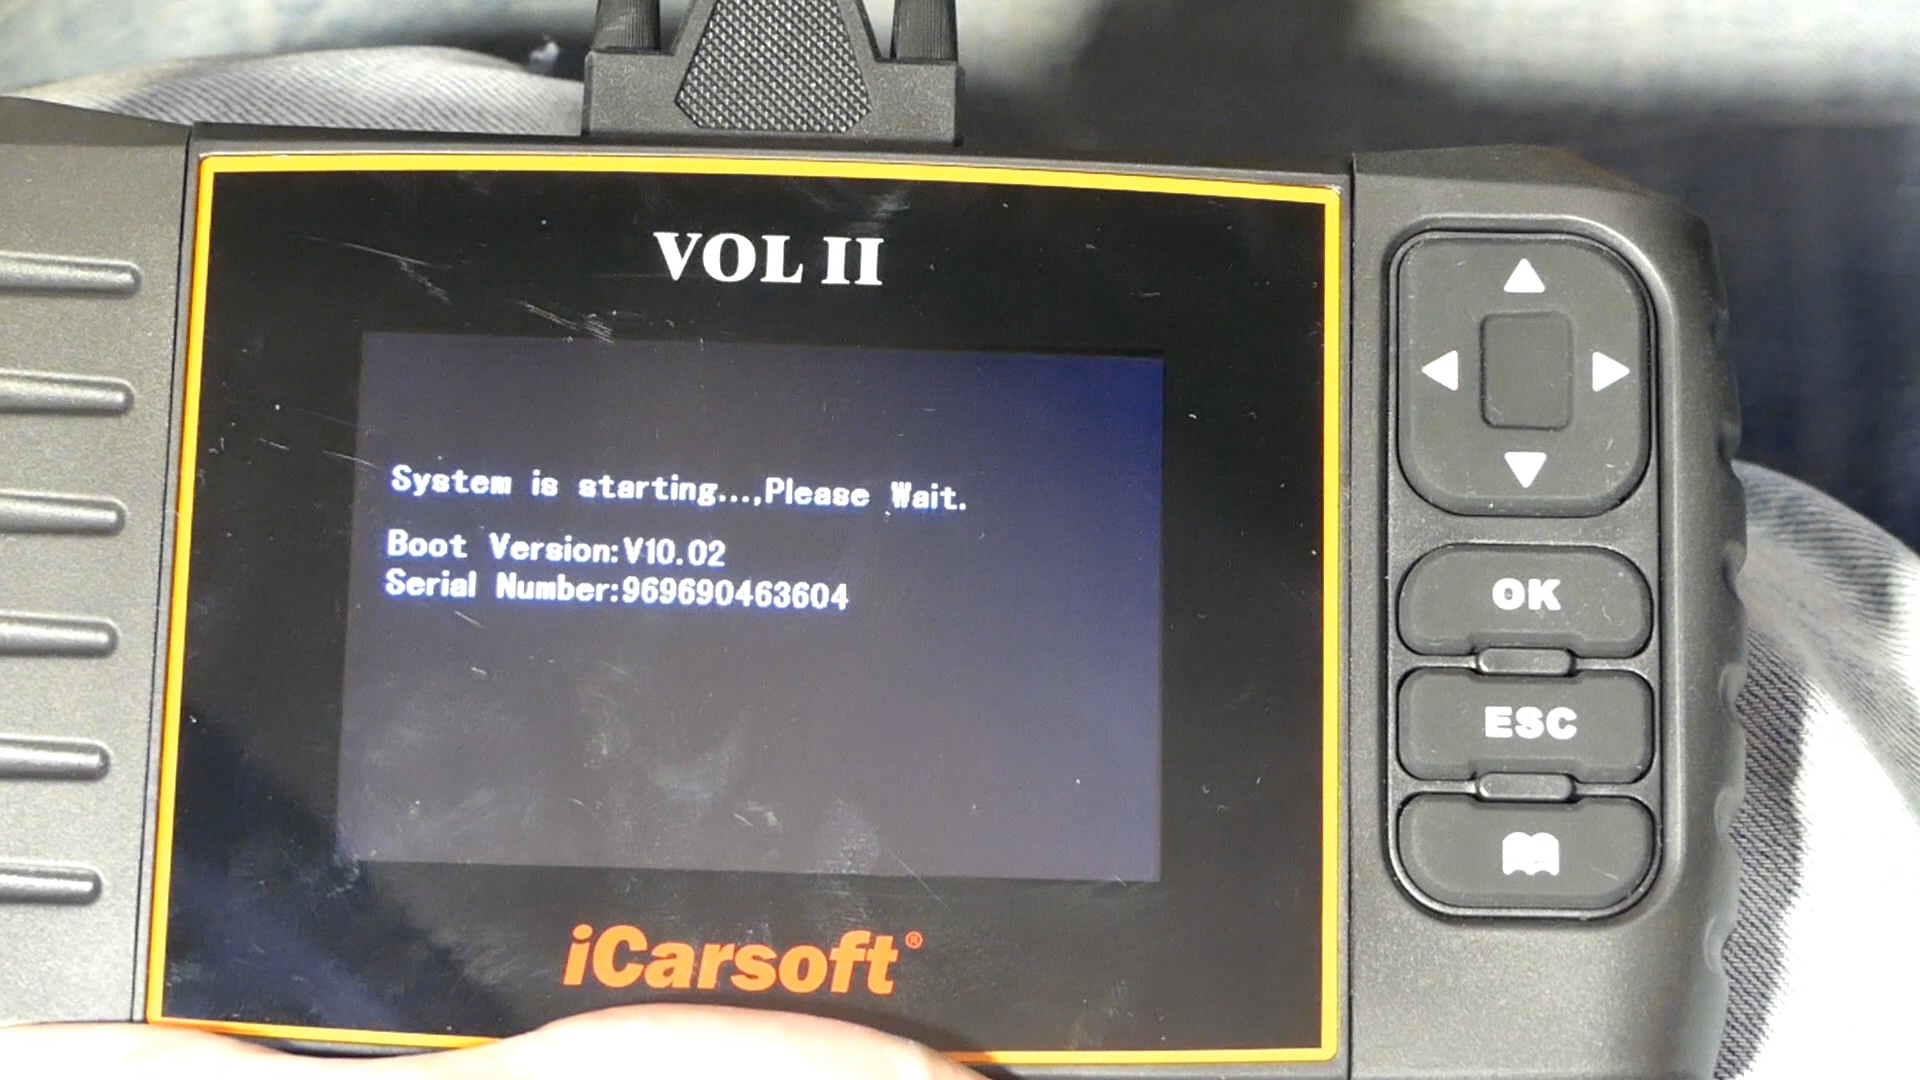 VOL II
System is starting...,Please Wait.
Boot Version:V10.02
Serial Number:969690463604
OK
ESC
iCarsoft®